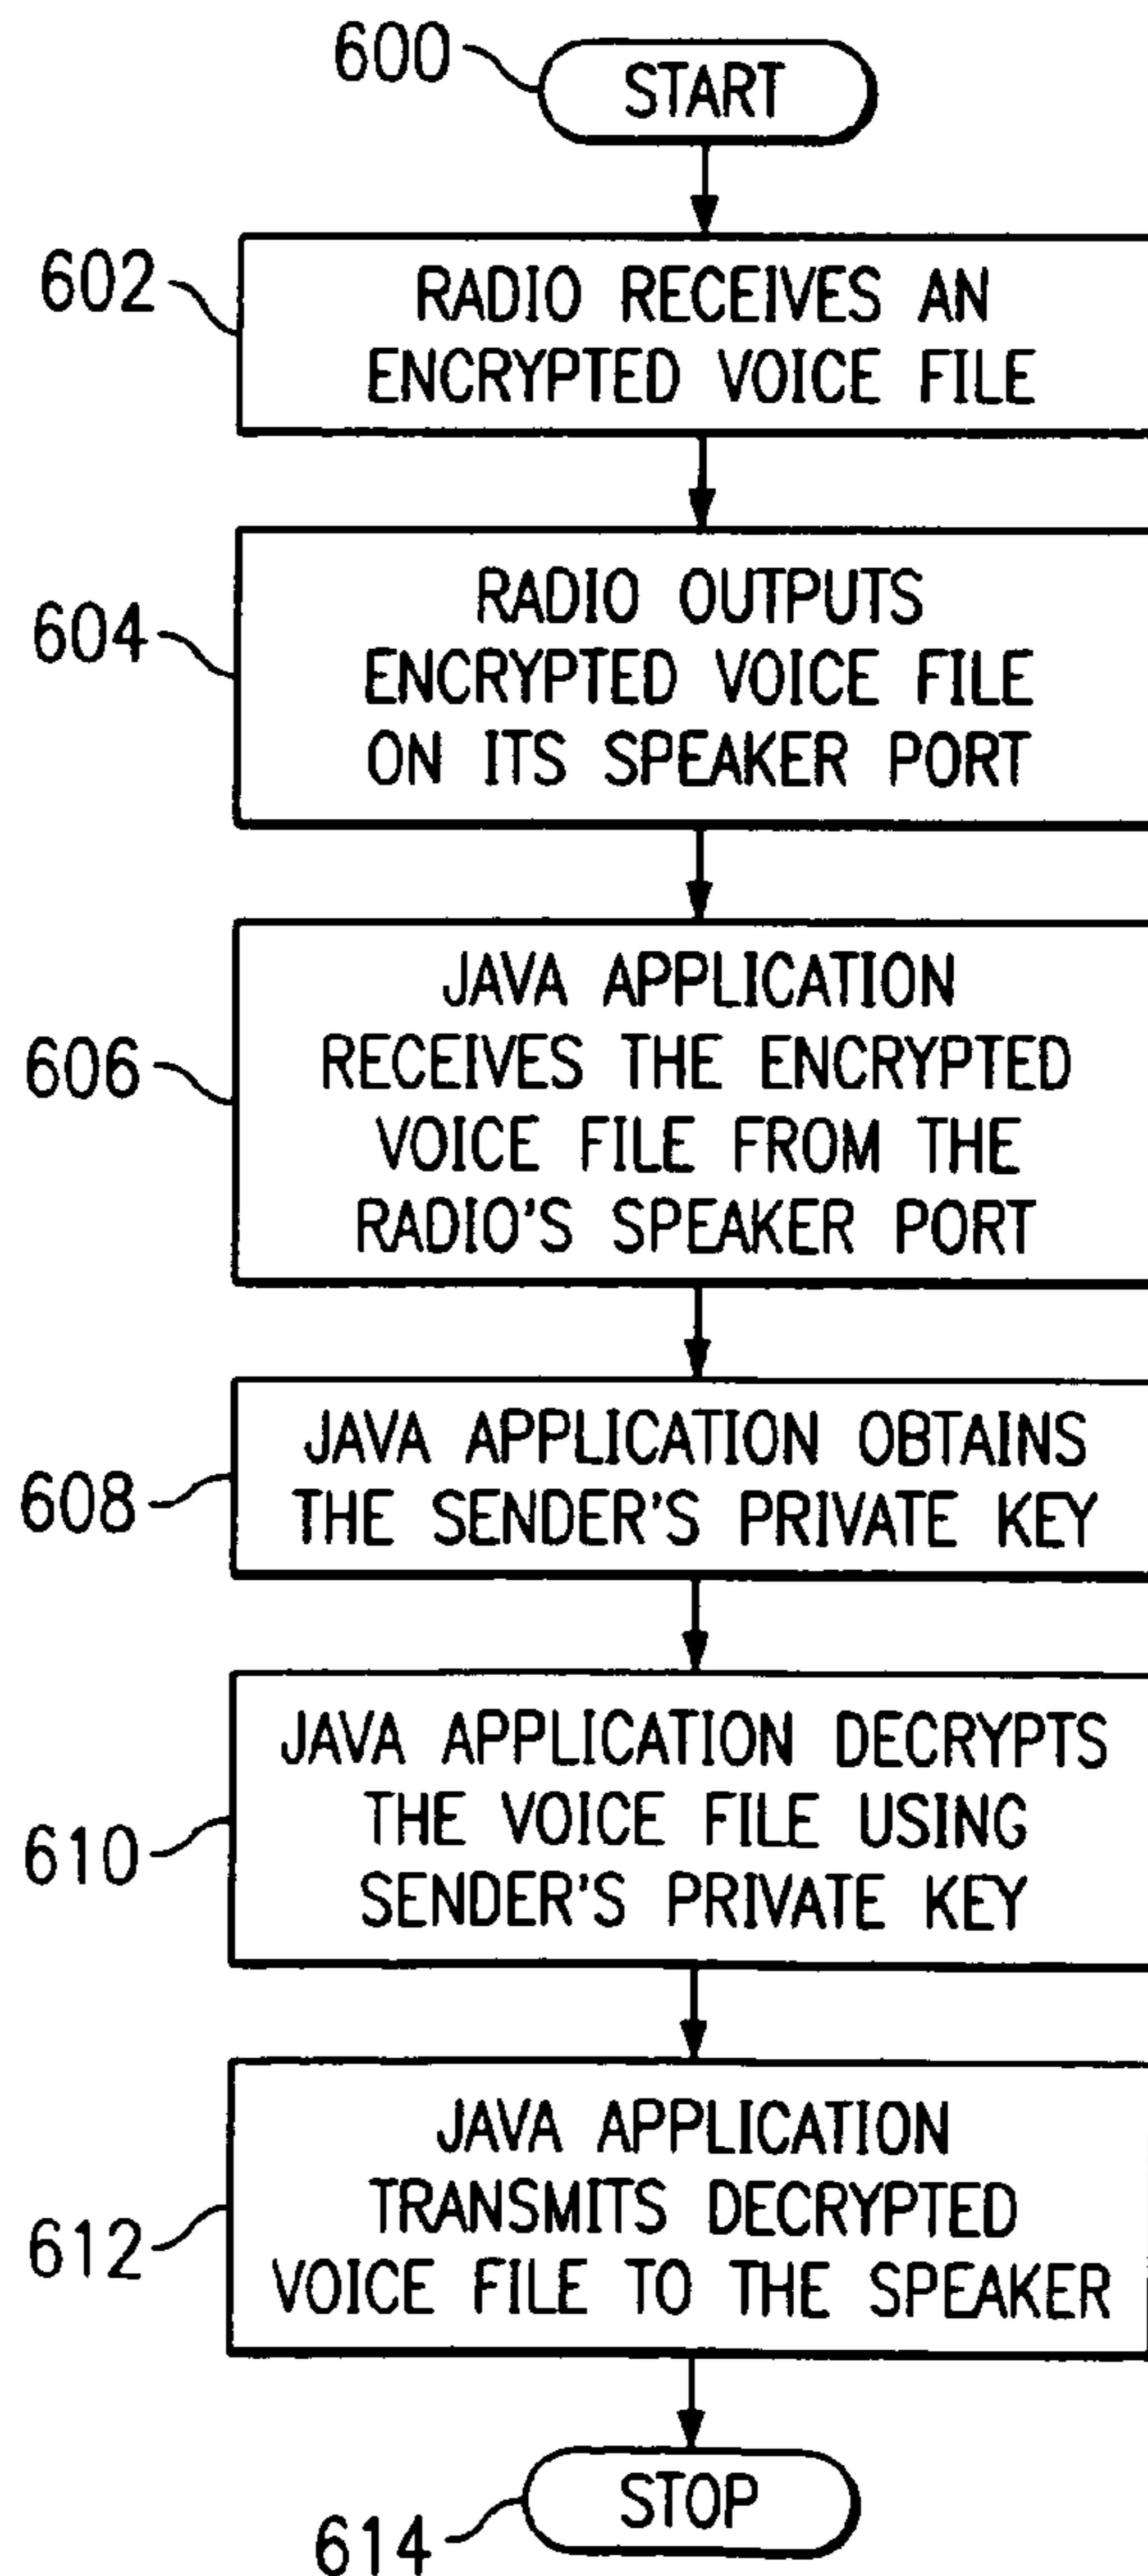 600
START
602
RADIO RECEIVES AN
ENCRYPTED VOICE FILE
604
RADIO OUTPUTS
ENCRYPTED VOICE FILE
ON ITS SPEAKER PORT
606
JAVA APPLICATION
RECEIVES THE ENCRYPTED
VOICE FILE FROM THE
RADIO'S SPEAKER PORT
608
JAVA APPLICATION OBTAINS
THE SENDER'S PRIVATE KEY
610
JAVA APPLICATION DECRYPTS
THE VOICE FILE USING
SENDER'S PRIVATE KEY
612
JAVA APPLICATION
TRANSMITS DECRYPTED
VOICE FILE TO THE SPEAKER
STOP
614